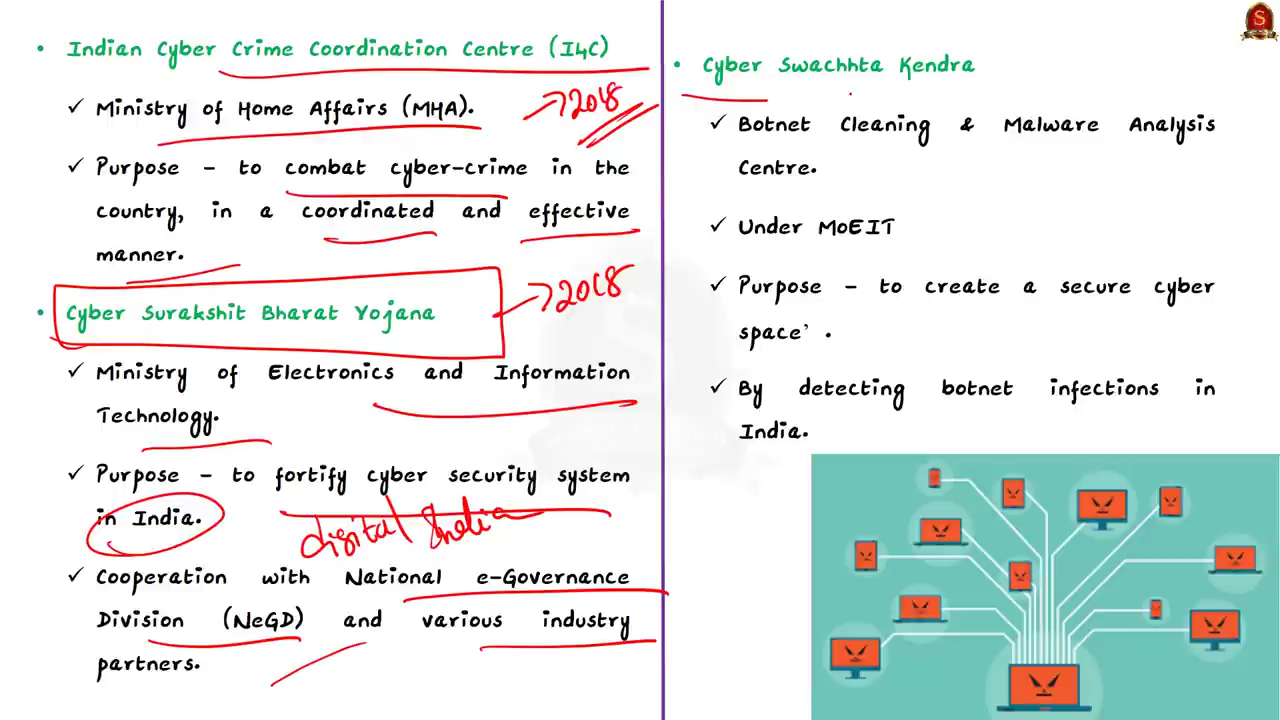 • Indian Cyber Crime Coordination Centre (I4C)
✓ Ministry of Home Affairs (MHA).
→2018
✓ Purpose - to combat cyber-crime in the
country, in a coordinated and effective
manner.
• Cyber Surakshit Bharat Yojana
→2018
✓ Ministry of Electronics and Information
Technology.
✓ Purpose - to fortify cyber security system
in India.
digital India
✓ Cooperation with National e-Governance
Division (NeGD) and various industry
partners.
• Cyber Swachhta Kendra
✓ Botnet Cleaning & Malware Analysis
Centre.
✓ Under MoEIT
✓ Purpose - to create a secure cyber
space’ .
✓ By detecting botnet infections in
India.
S